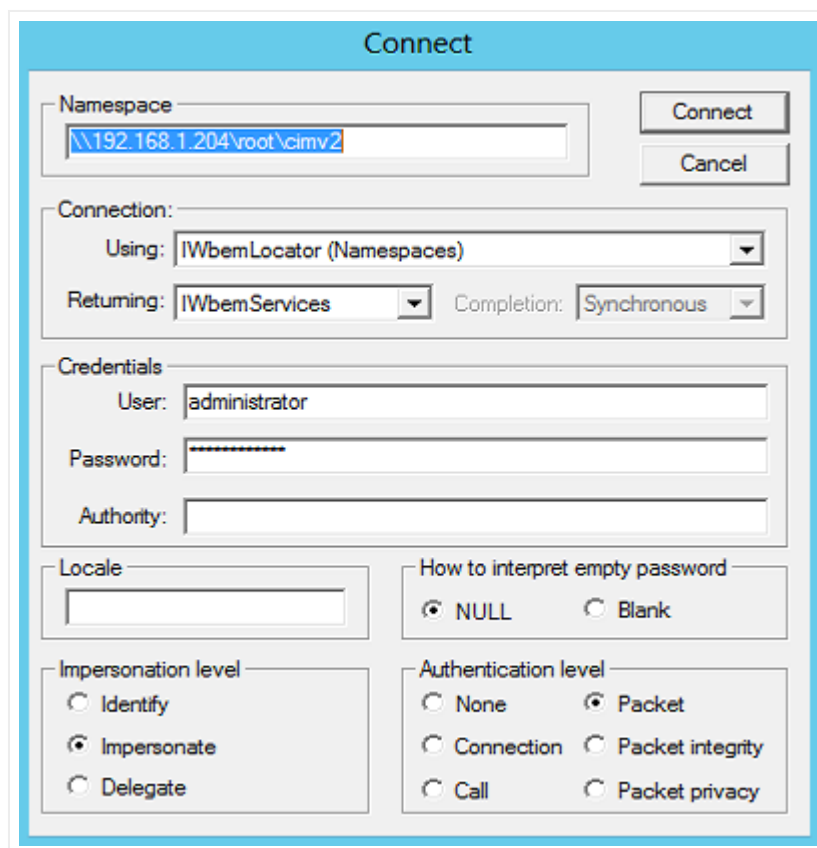 Connect
Namespace
\\192.168.1.204\root\cimv2
Connect
Cancel
Connection:
Using: IWbemLocator (Namespaces)
Returning: IWbemServices Completion: Synchronous
Credentials
User: administrator
Password: ************
Authority:
Locale
How to interpret empty password
NULL Blank
Impersonation level
Identify
Impersonate
Delegate
Authentication level
None Packet
Connection Packet integrity
Call Packet privacy